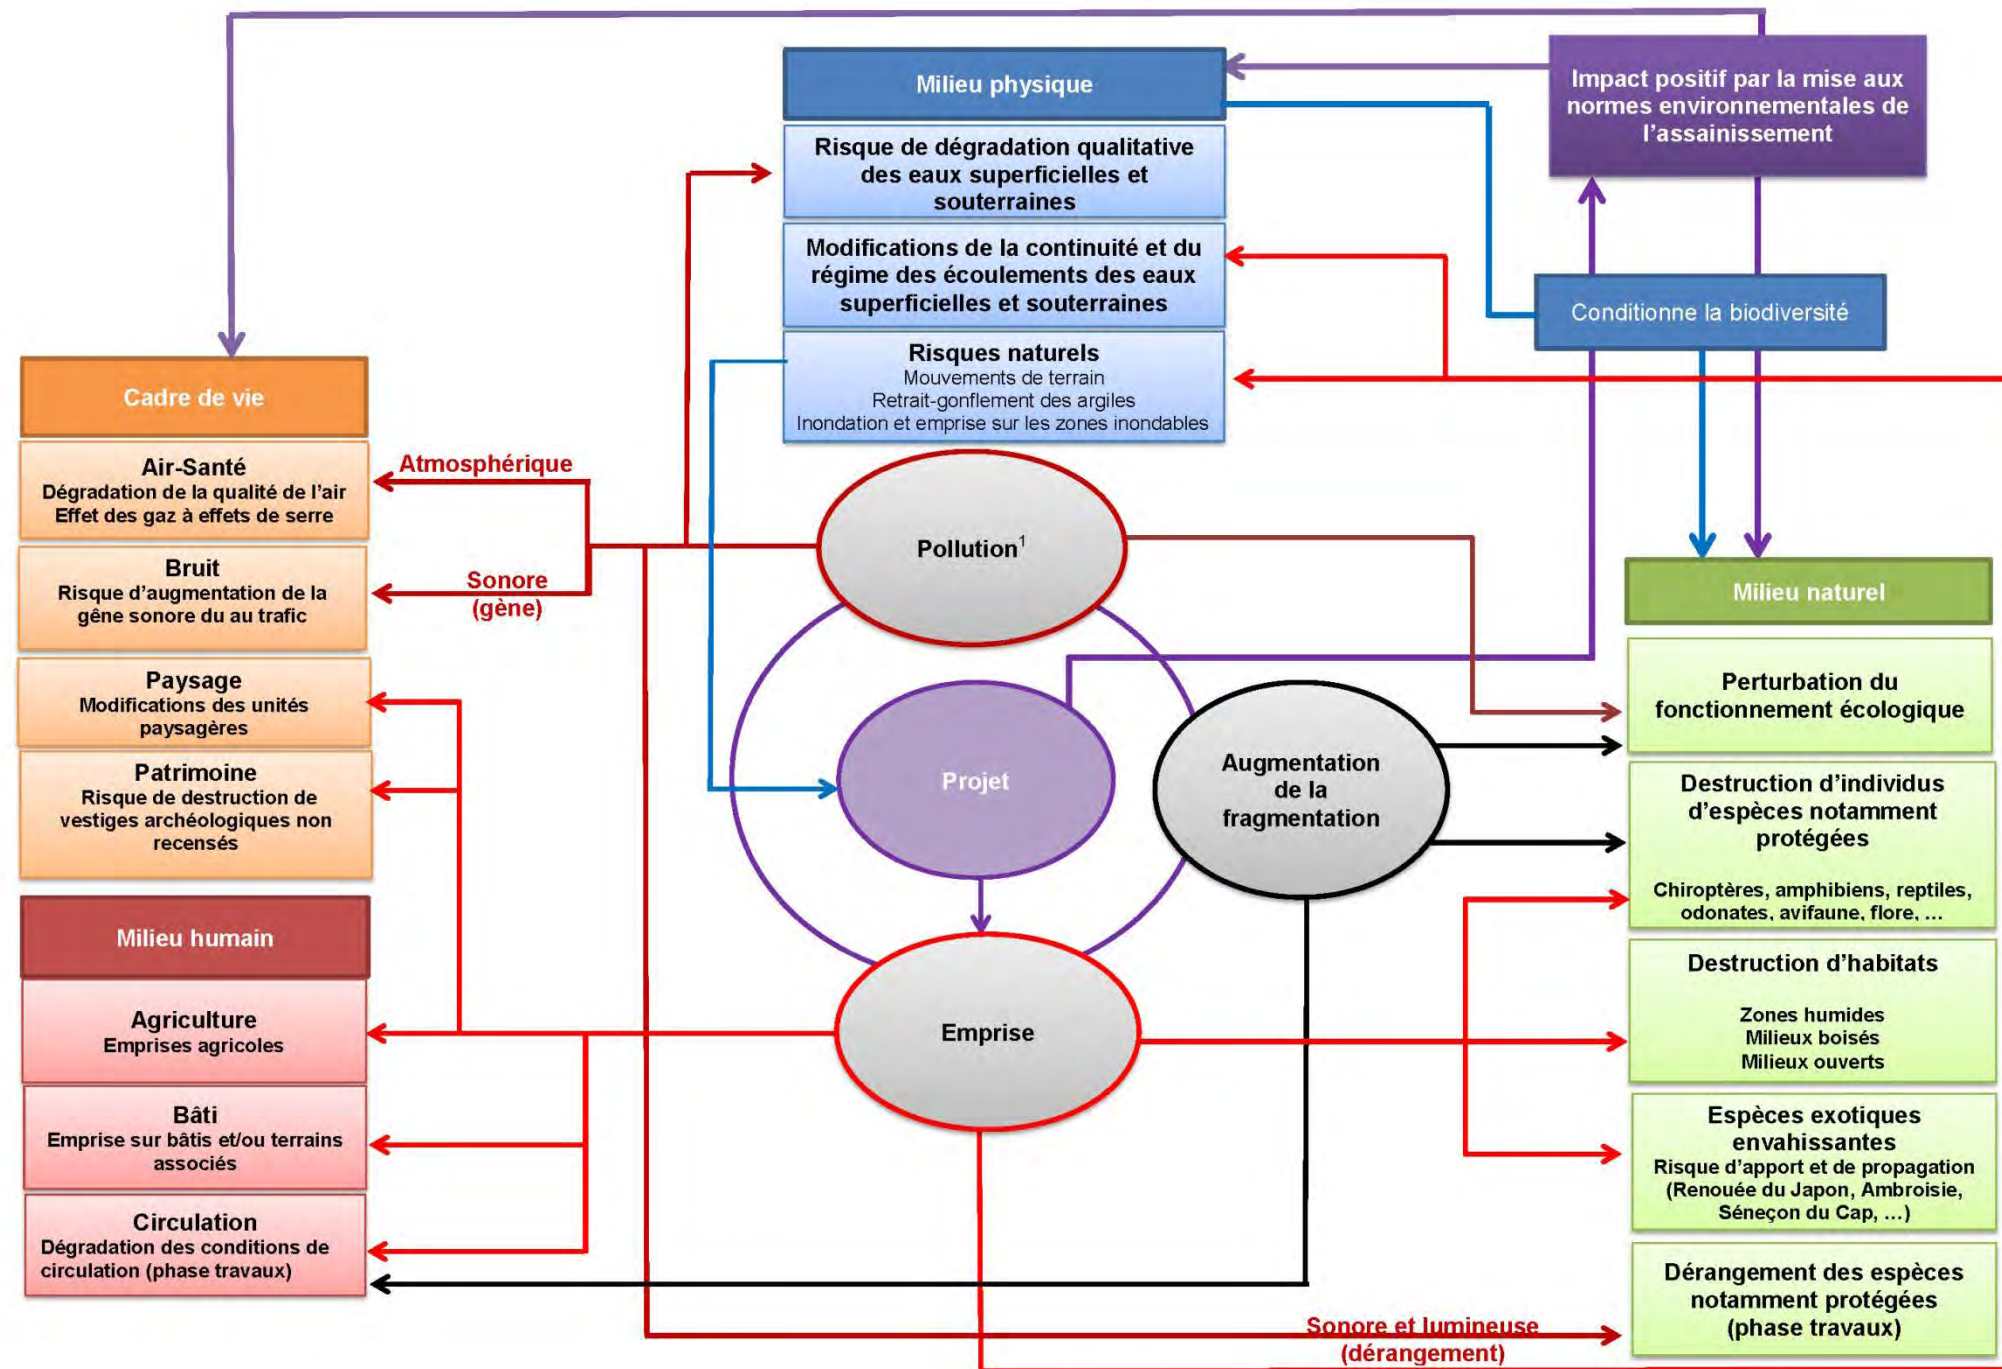 Milieu physique
Risque de dégradation qualitative
des eaux superficielles et
souterraines
Modifications de la continuité et du
régime des écoulements des eaux
superficielles et souterraines
Risques naturels
Mouvements de terrain
Retrait-gonflement des argiles
Inondation et emprise sur les zones inondables
Impact positif par la mise aux
normes environnementales de
l’assainissement
Conditionne la biodiversité
Cadre de vie
Air-Santé
Dégradation de la qualité de l’air
Effet des gaz à effets de serre
Bruit
Risque d’augmentation de la
gêne sonore du au trafic
Paysage
Modifications des unités
paysagères
Patrimoine
Risque de destruction de
vestiges archéologiques non
recensés
Milieu humain
Agriculture
Emprises agricoles
Bâti
Emprise sur bâtis et/ou terrains
associés
Circulation
Dégradation des conditions de
circulation (phase travaux)
Atmosphérique
Sonore
(gène)
Pollution¹
Projet
Augmentation
de la
fragmentation
Emprise
Sonore et lumineuse
(dérangement)
Milieu naturel
Perturbation du
fonctionnement écologique
Destruction d’individus
d’espèces notamment
protégées
Chiroptères, amphibiens, reptiles,
odonates, avifaune, flore, …
Destruction d’habitats
Zones humides
Milieux boisés
Milieux ouverts
Espèces exotiques
envahissantes
Risque d’apport et de propagation
(Renouée du Japon, Ambroisie,
Séneçon du Cap, …)
Dérangement des espèces
notamment protégées
(phase travaux)